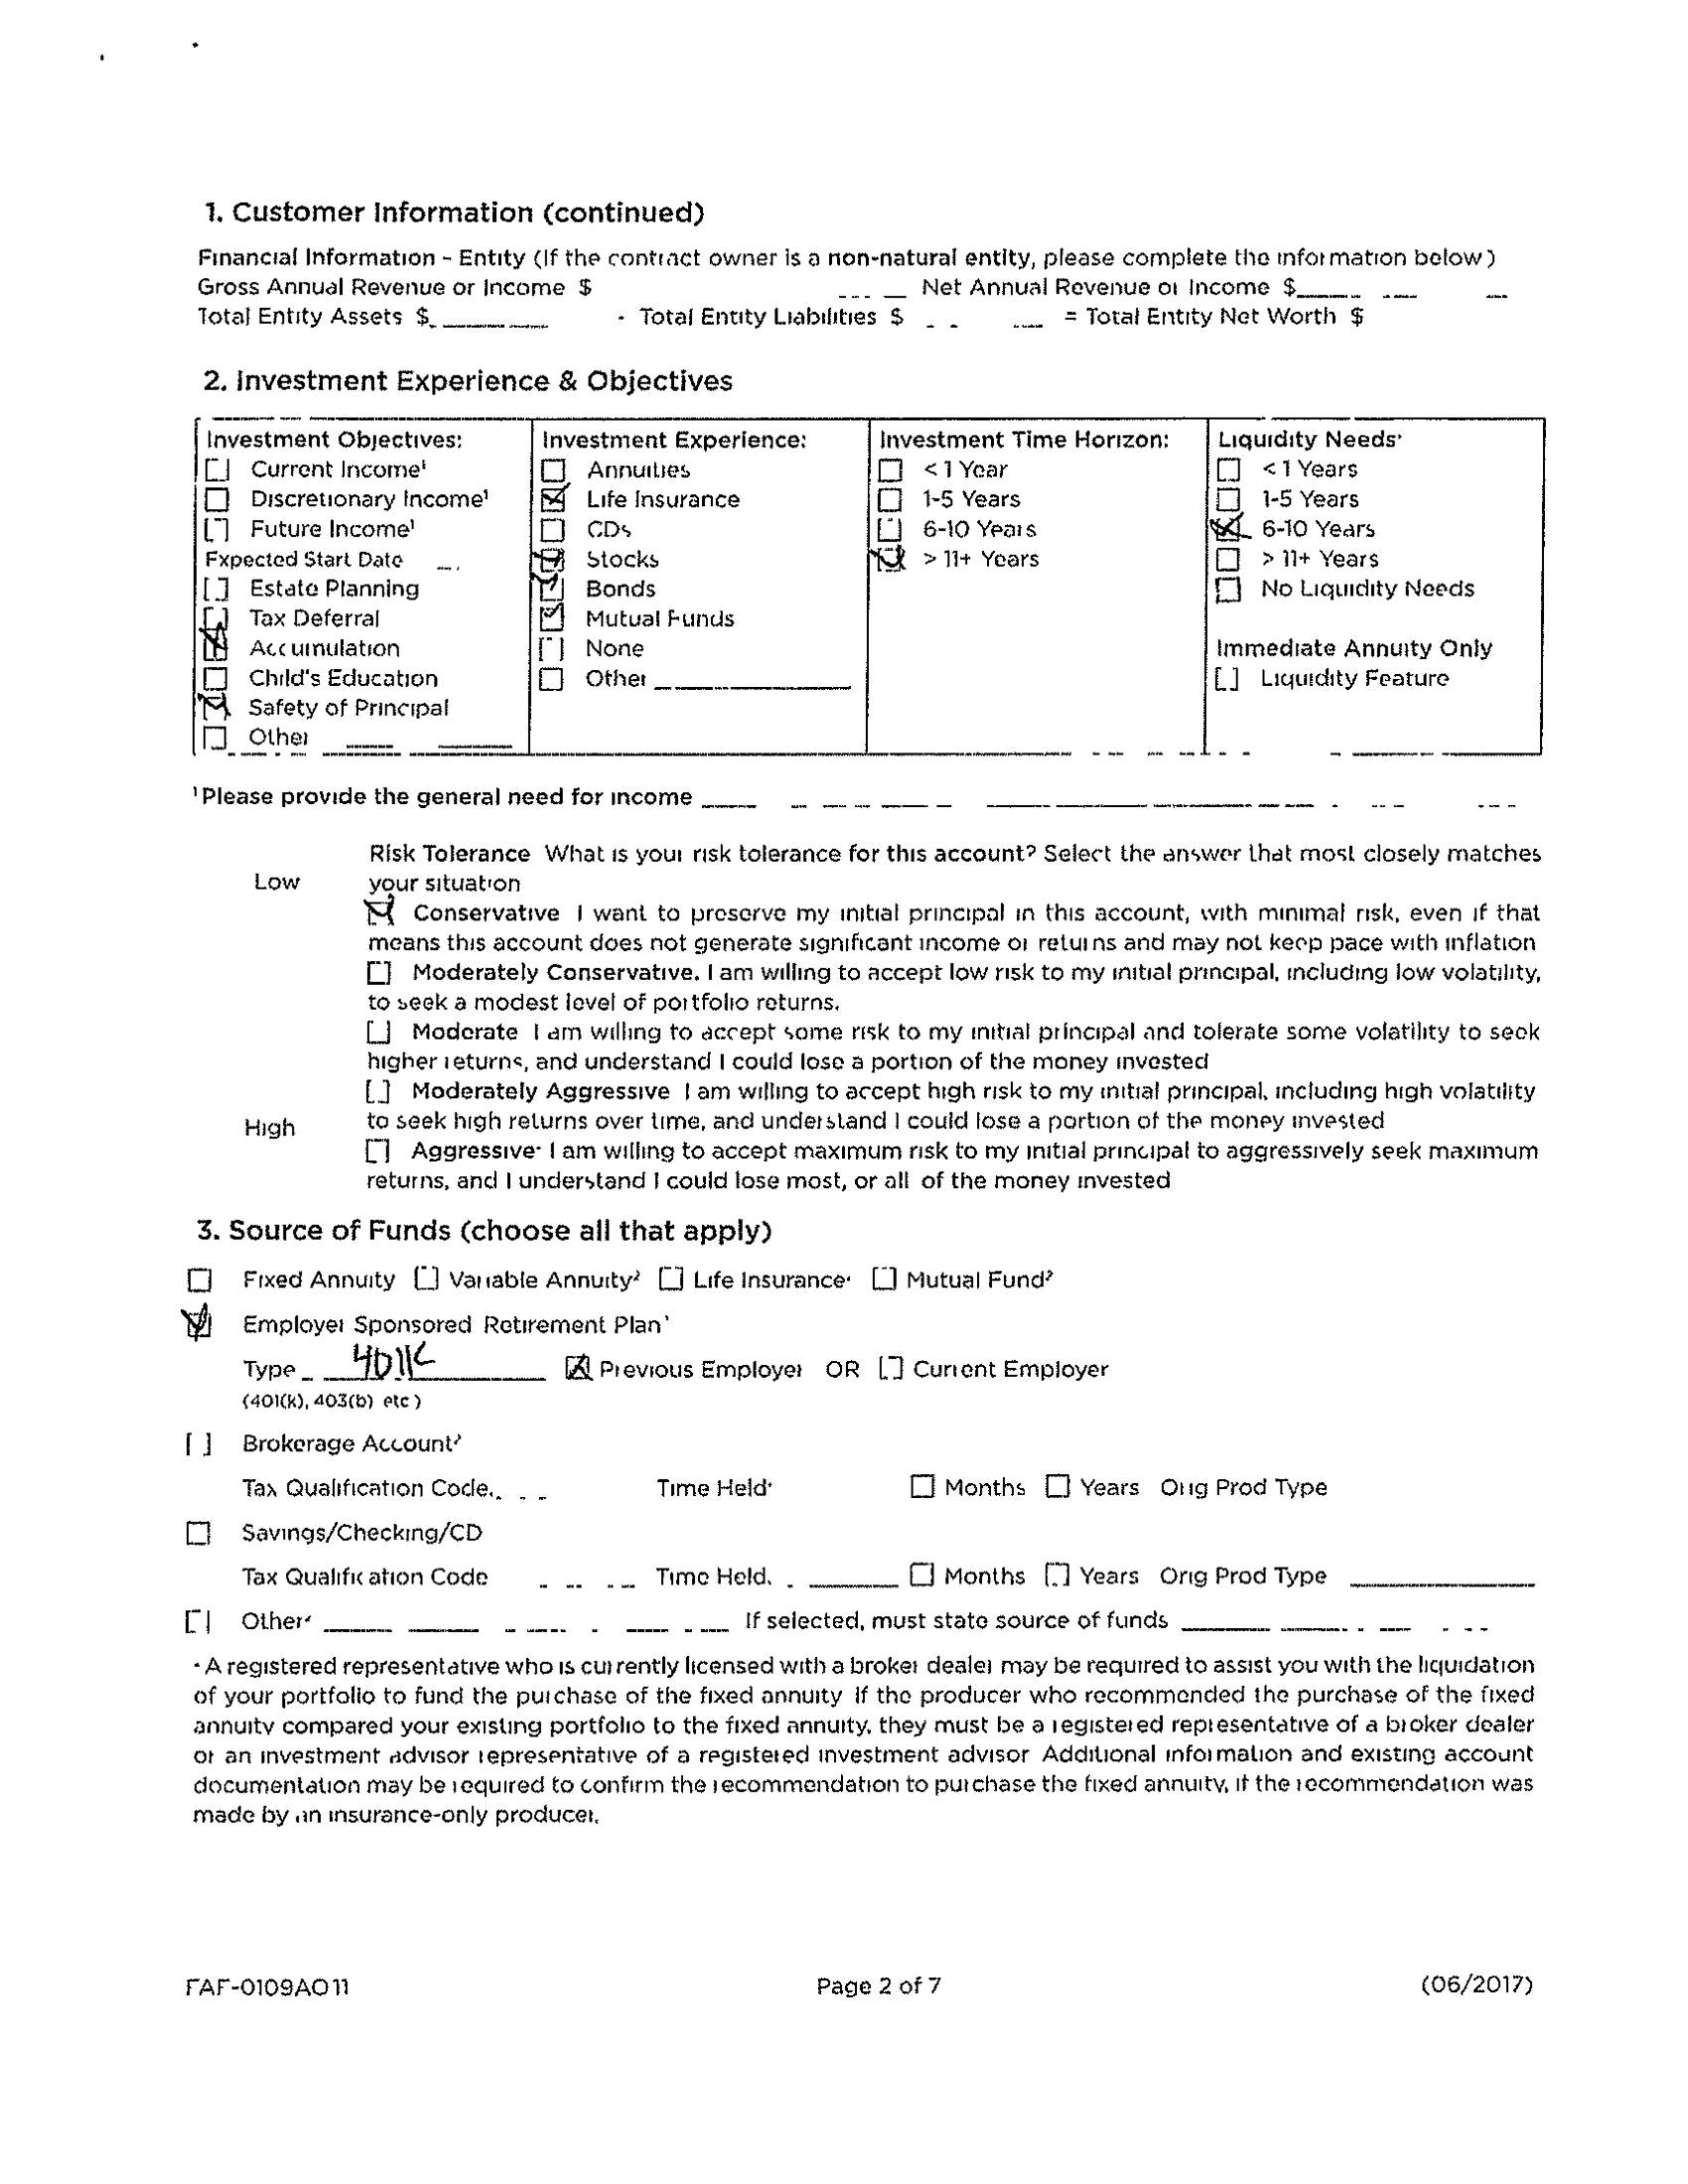 1. Customer Information (continued)
Financial Information - Entity (If the contract owner is a non-natural entity, please complete the information below)
Gross Annual Revenue or Income $ Net Annual Revenue or Income $
Total Entity Assets $ - Total Entity Liabilities $ = Total Entity Net Worth $
2. Investment Experience & Objectives
Investment Objectives: Investment Experience: Investment Time Horizon: Liquidity Needs:
Current Income¹ Annuities < 1 Year < 1 Years
Discretionary Income¹ Life Insurance 1-5 Years 1-5 Years
Future Income¹ CDs 6-10 Years 6-10 Years
Expected Start Date Stocks > 11+ Years > 11+ Years
Estate Planning Bonds No Liquidity Needs
Tax Deferral Mutual Funds
Accumulation None Immediate Annuity Only
Child's Education Other Liquidity Feature
Safety of Principal
Other
¹Please provide the general need for income
Risk Tolerance What is your risk tolerance for this account? Select the answer that most closely matches
Low your situation
Conservative I want to preserve my initial principal in this account, with minimal risk, even if that
means this account does not generate significant income or returns and may not keep pace with inflation
Moderately Conservative. I am willing to accept low risk to my initial principal, including low volatility,
to seek a modest level of portfolio returns.
Moderate I am willing to accept some risk to my initial principal and tolerate some volatility to seek
higher returns, and understand I could lose a portion of the money invested
Moderately Aggressive I am willing to accept high risk to my initial principal, including high volatility
High to seek high returns over time, and understand I could lose a portion of the money invested
Aggressive: I am willing to accept maximum risk to my initial principal to aggressively seek maximum
returns, and I understand I could lose most, or all of the money invested
3. Source of Funds (choose all that apply)
Fixed Annuity Variable Annuity² Life Insurance² Mutual Fund²
Employer Sponsored Retirement Plan²
Type 401K Previous Employer OR Current Employer
(401(k), 403(b) etc)
Brokerage Account²
Tax Qualification Code. Time Held: Months Years Orig Prod Type
Savings/Checking/CD
Tax Qualification Code Time Held. Months Years Orig Prod Type
Other² If selected, must state source of funds
² A registered representative who is currently licensed with a broker dealer may be required to assist you with the liquidation
of your portfolio to fund the purchase of the fixed annuity If the producer who recommended the purchase of the fixed
annuity compared your existing portfolio to the fixed annuity, they must be a registered representative of a broker dealer
or an investment advisor representative of a registered investment advisor Additional information and existing account
documentation may be required to confirm the recommendation to purchase the fixed annuity, if the recommendation was
made by an insurance-only producer.
FAF-0109AO11 Page 2 of 7 (06/2017)